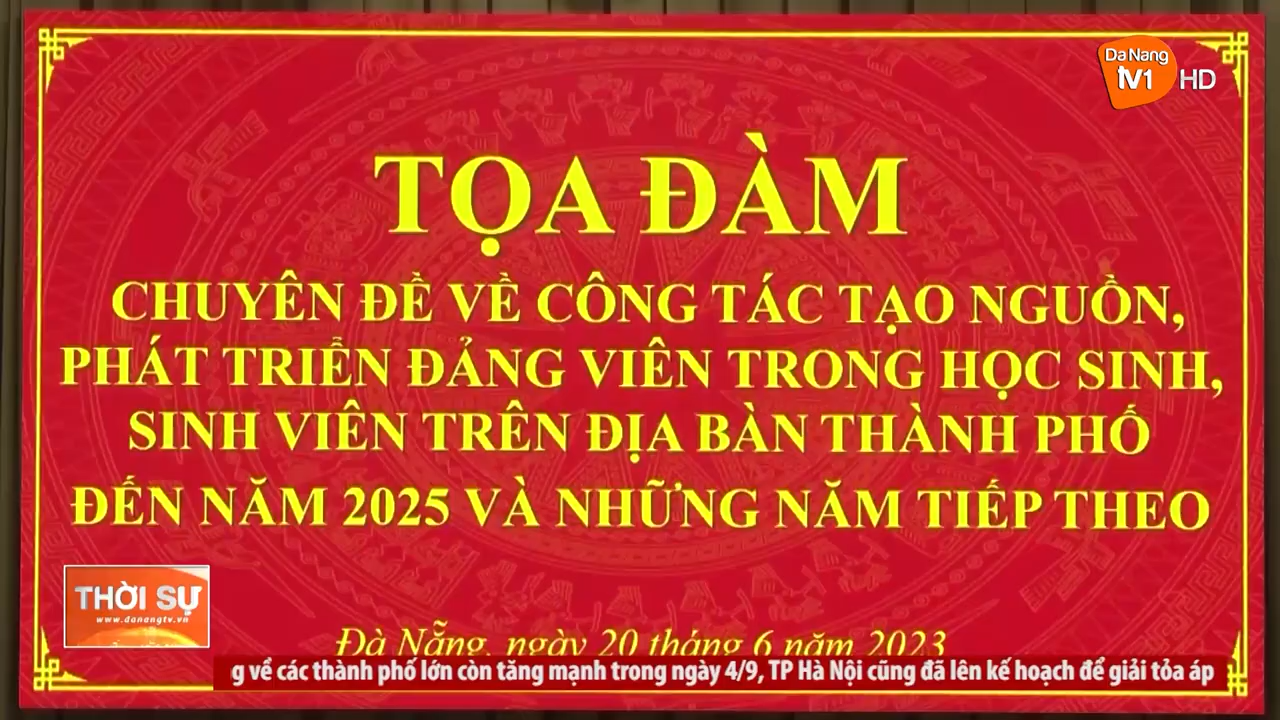 Da Nang
TV1 HD
TỌA ĐÀM
CHUYÊN ĐỀ VỀ CÔNG TÁC TẠO NGUỒN,
PHÁT TRIỂN ĐẢNG VIÊN TRONG HỌC SINH,
SINH VIÊN TRÊN ĐỊA BÀN THÀNH PHỐ
ĐẾN NĂM 2025 VÀ NHỮNG NĂM TIẾP THEO
THỜI SỰ
www.danangtv.vn
Đà Nẵng, ngày 20 tháng 6 năm 2023
g về các thành phố lớn còn tăng mạnh trong ngày 4/9, TP Hà Nội cũng đã lên kế hoạch để giải tỏa áp